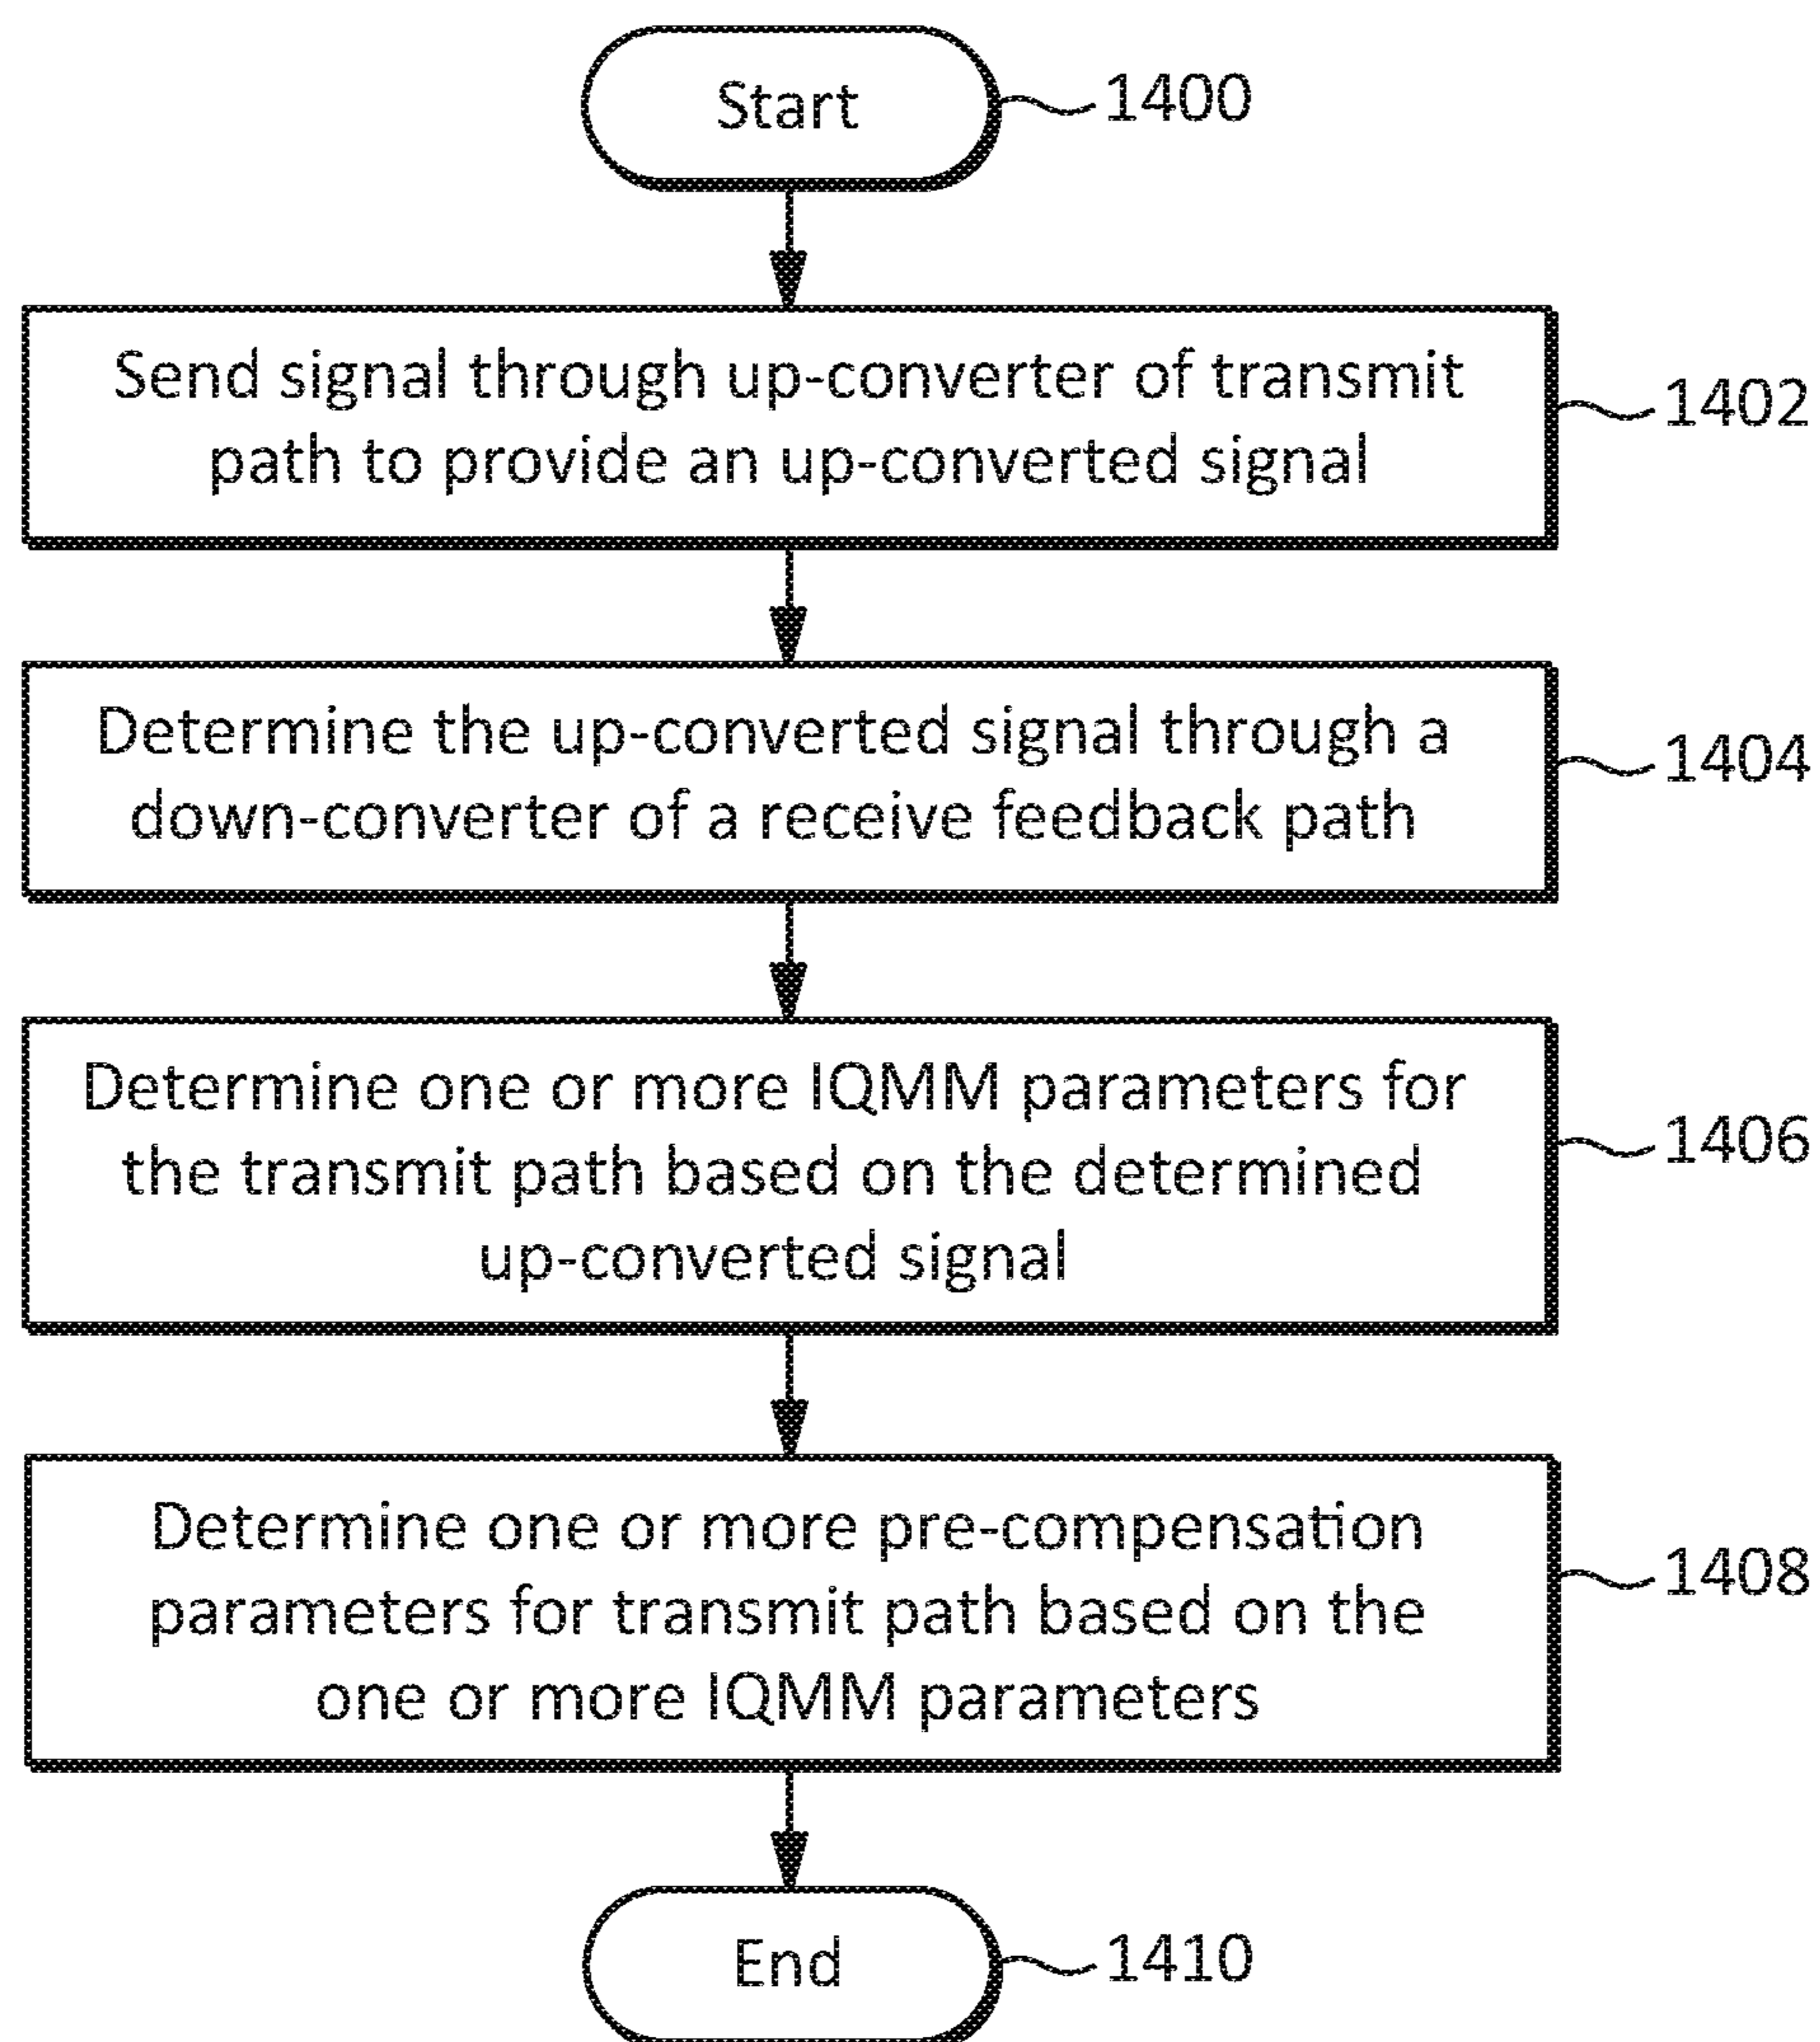 Start
1400
Send signal through up-converter of transmit
path to provide an up-converted signal
1402
Determine the up-converted signal through a
down-converter of a receive feedback path
1404
Determine one or more IQMM parameters for
the transmit path based on the determined
up-converted signal
1406
Determine one or more pre-compensation
parameters for transmit path based on the
one or more IQMM parameters
1408
End
1410